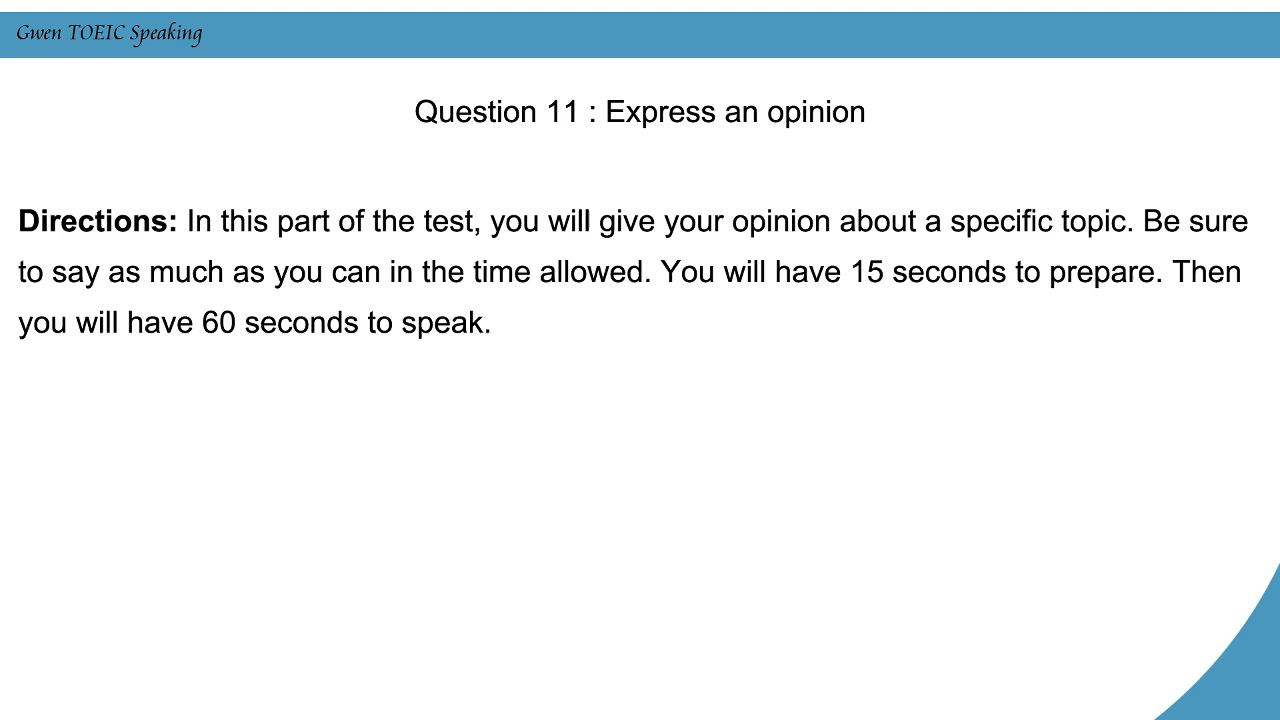 Gwen TOEIC Speaking
Question 11 : Express an opinion
Directions: In this part of the test, you will give your opinion about a specific topic. Be sure
to say as much as you can in the time allowed. You will have 15 seconds to prepare. Then
you will have 60 seconds to speak.